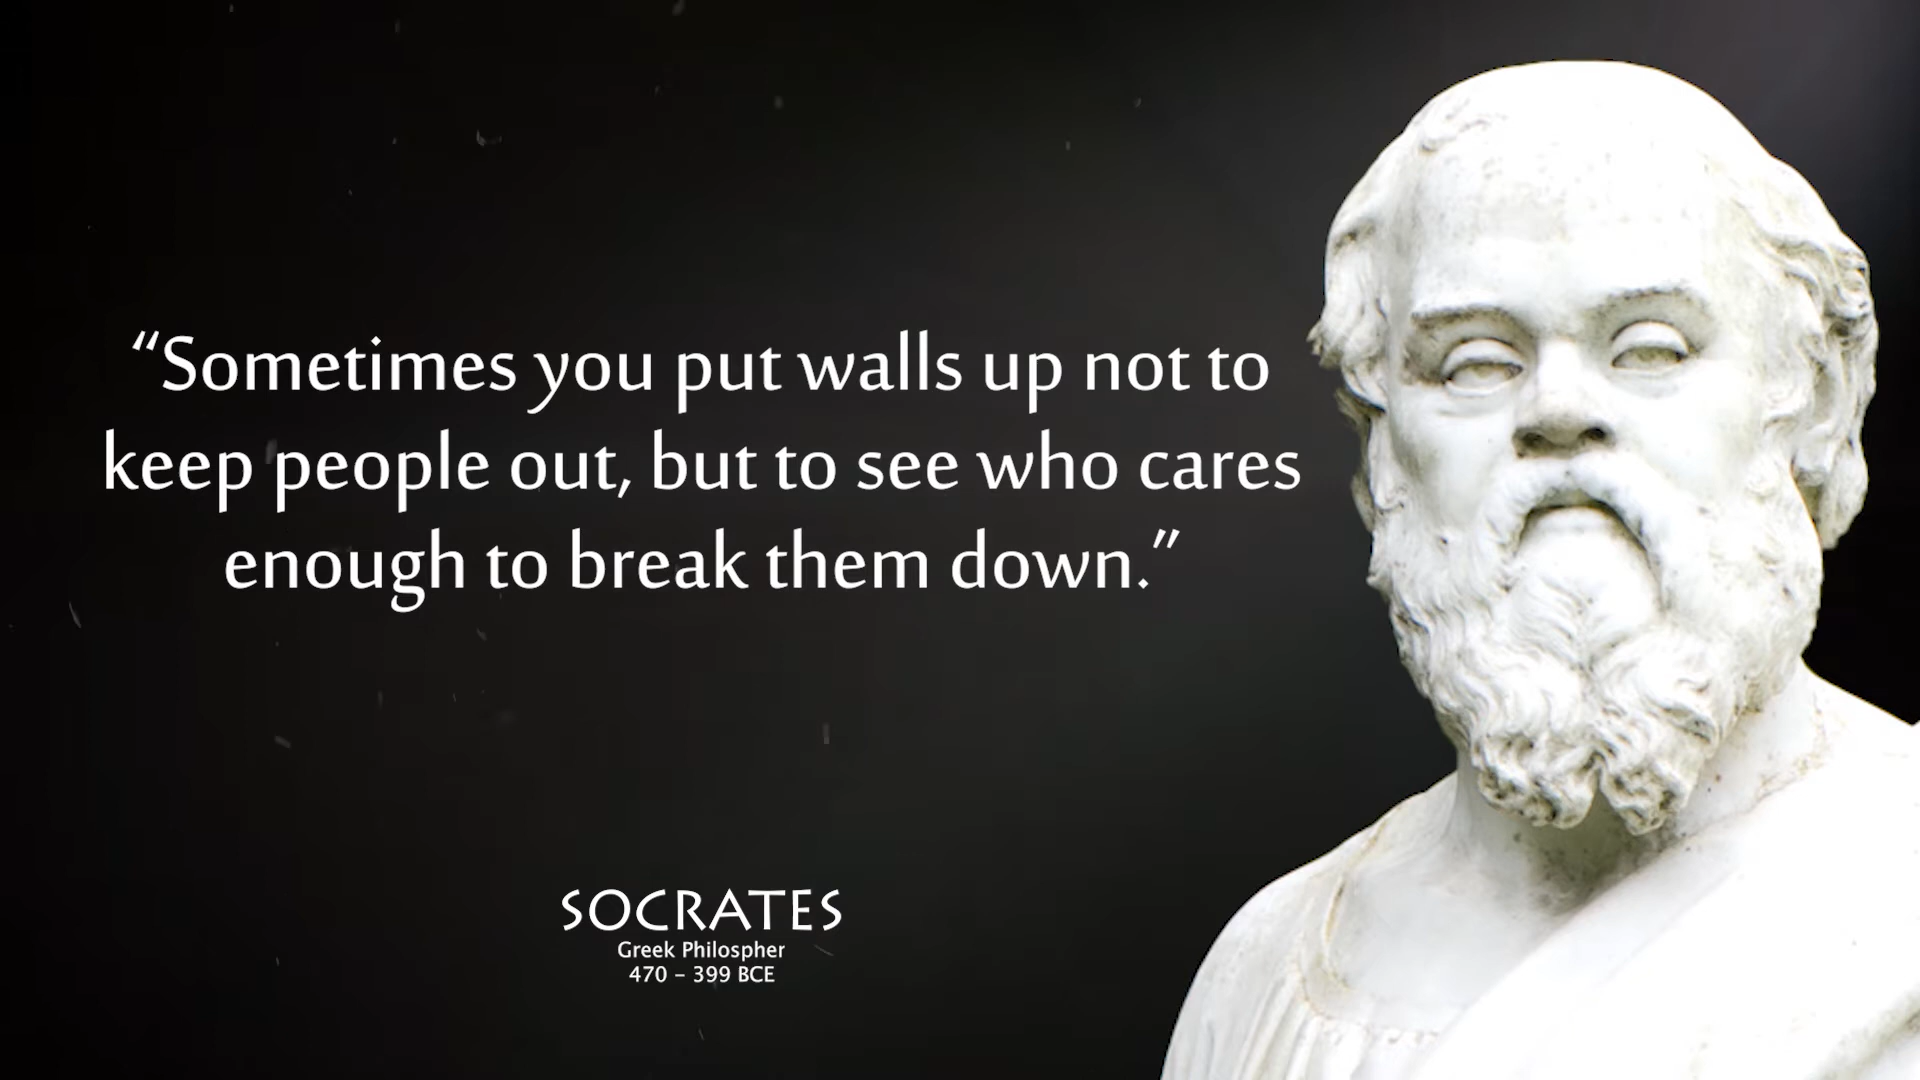 “Sometimes you put walls up not to
keep people out, but to see who cares
enough to break them down.”
SOCRATES
Greek Philospher
470 – 399 BCE